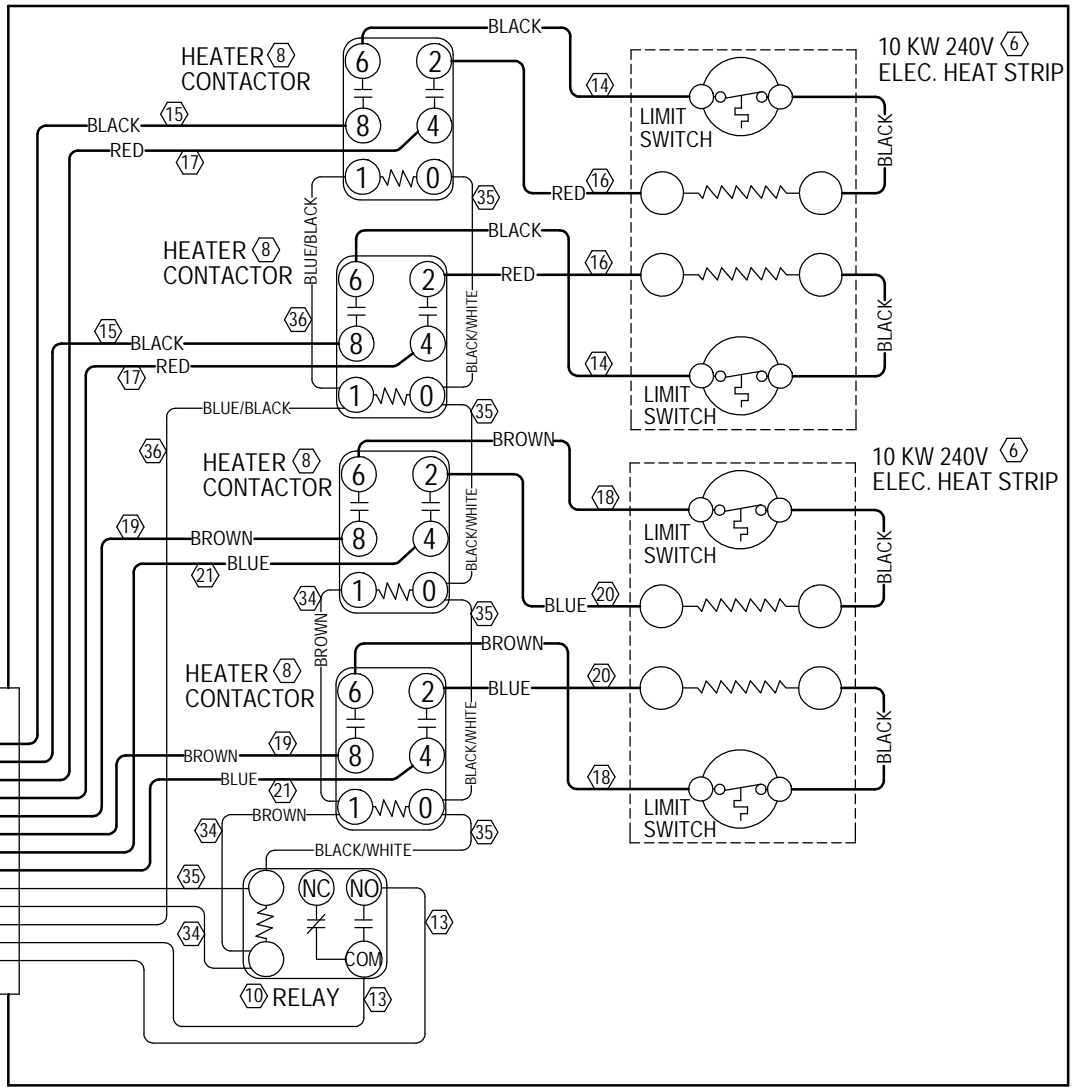 BLACK
HEATER 8
CONTACTOR
6 2
8 4
1 0
10 KW 240V 6
ELEC. HEAT STRIP
14
LIMIT
SWITCH
BLACK
BLACK 15
RED 17
RED 16
35
BLUE/BLACK
BLACK
HEATER 8
CONTACTOR
6 2
8 4
1 0
RED 16
36
BLACK/WHITE
15
BLACK
RED
17
14
BLACK
LIMIT
SWITCH
BLUE/BLACK
35
36
BROWN
HEATER 8
CONTACTOR
6 2
8 4
1 0
10 KW 240V 6
ELEC. HEAT STRIP
18
LIMIT
SWITCH
BLACK
BLACK/WHITE
19
BROWN
BLUE
21
34
BLUE 20
35
BROWN
BROWN
HEATER 8
CONTACTOR
6 2
8 4
1 0
BLUE 20
BLACK/WHITE
BLACK
19
BROWN
BLUE
21
18
LIMIT
SWITCH
BROWN
34
35
BLACK/WHITE
35
NC NO
34
13
COM
10 RELAY 13